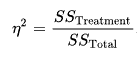 η² = SS_Treatment / SS_Total